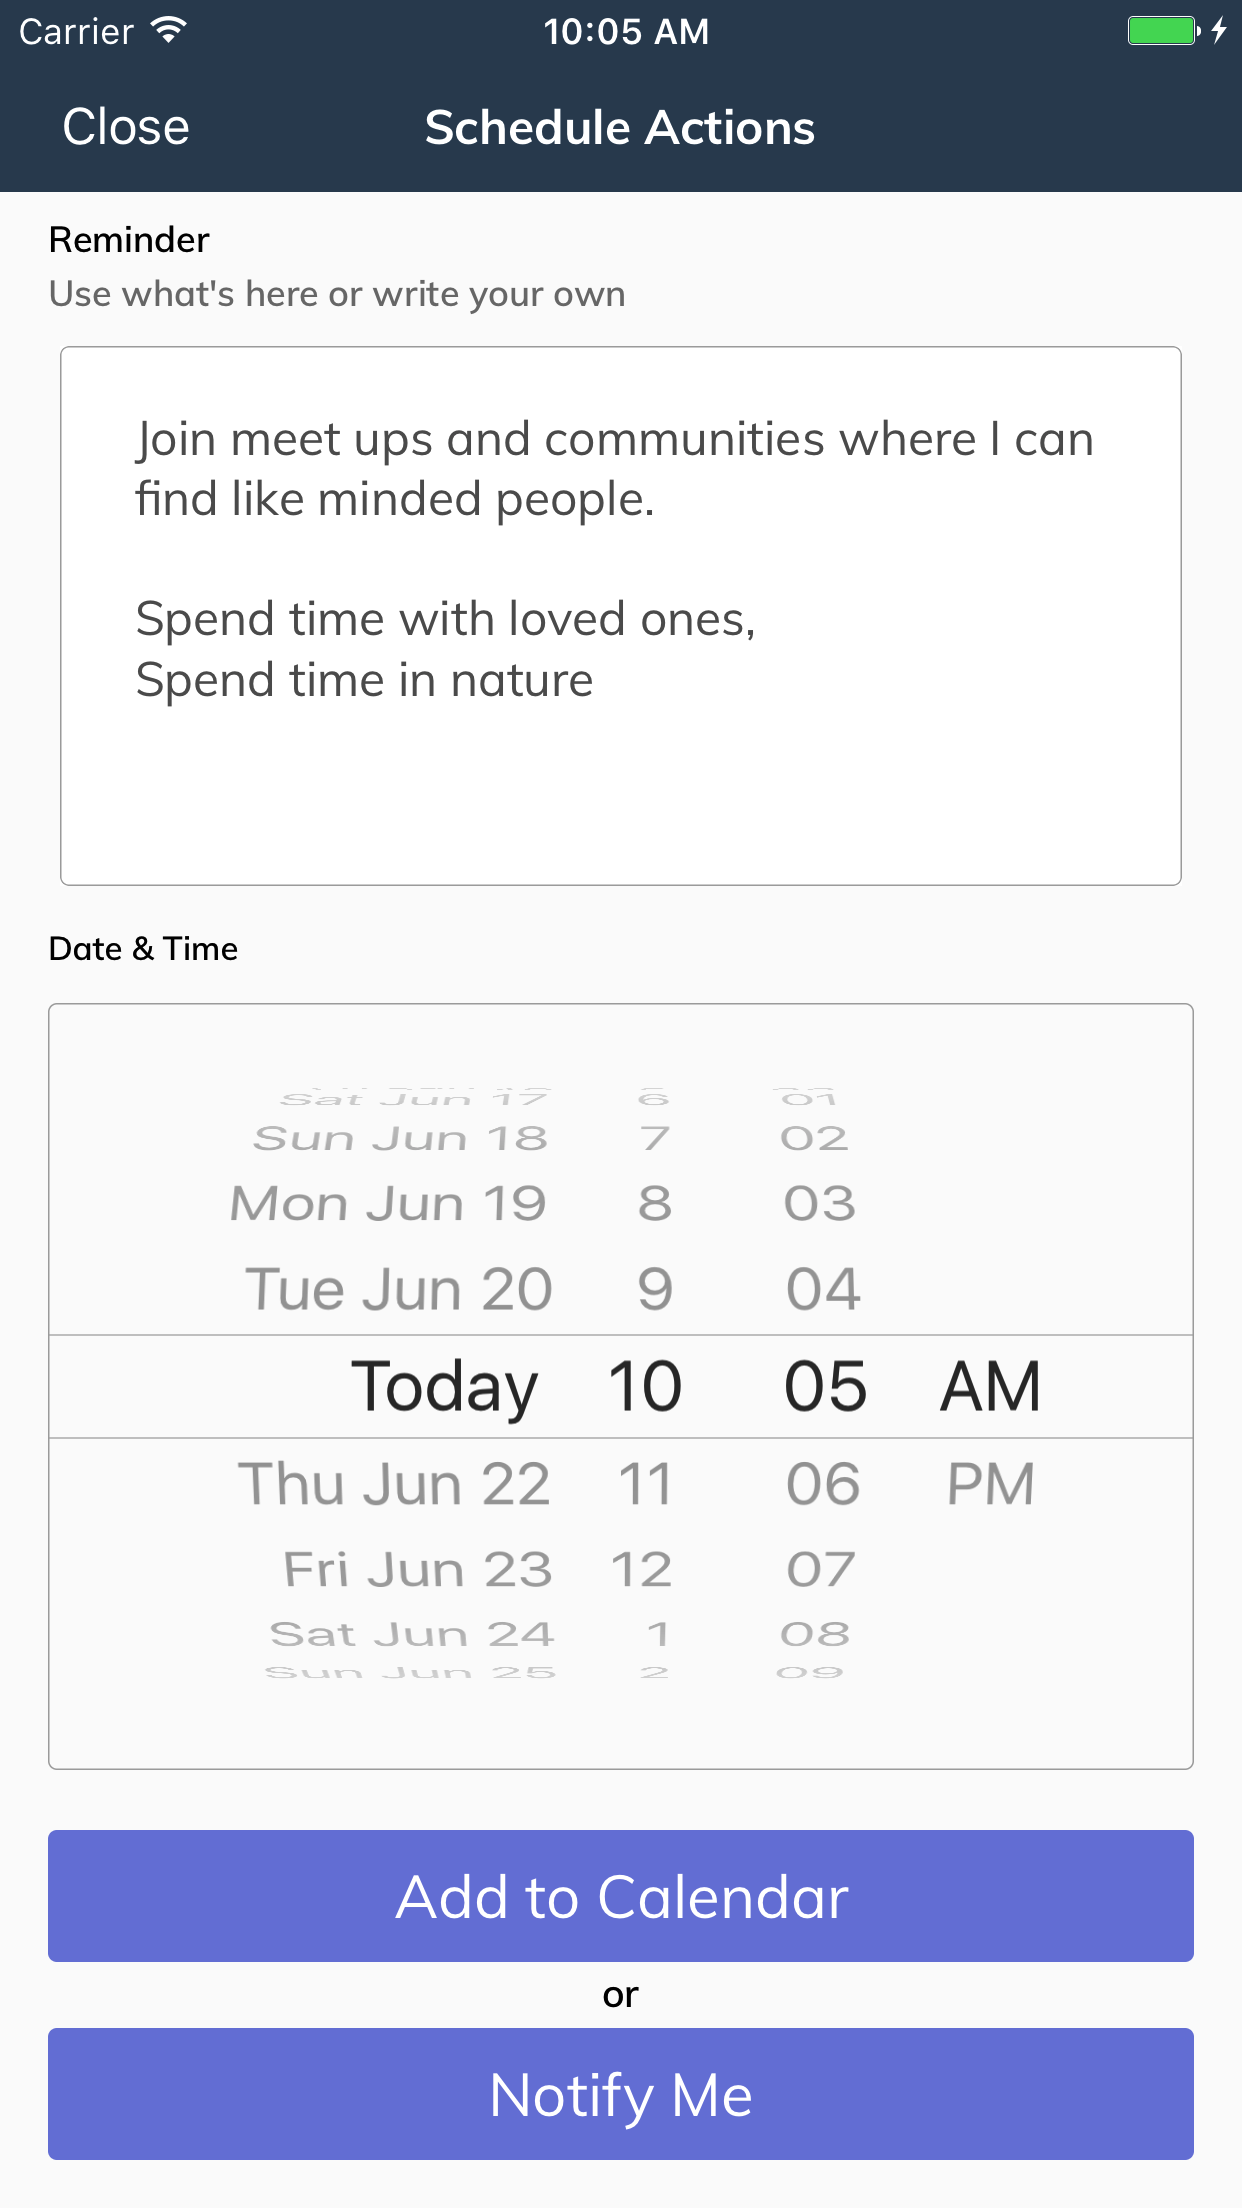 Carrier 10:05 AM
Close Schedule Actions
Reminder
Use what's here or write your own
Join meet ups and communities where I can
find like minded people.
Spend time with loved ones,
Spend time in nature
Date & Time
Sat Jun 17 6 01
Sun Jun 18 7 02
Mon Jun 19 8 03
Tue Jun 20 9 04
Today 10 05 AM
Thu Jun 22 11 06 PM
Fri Jun 23 12 07
Sat Jun 24 1 08
Sun Jun 25 2 09
Add to Calendar
or
Notify Me